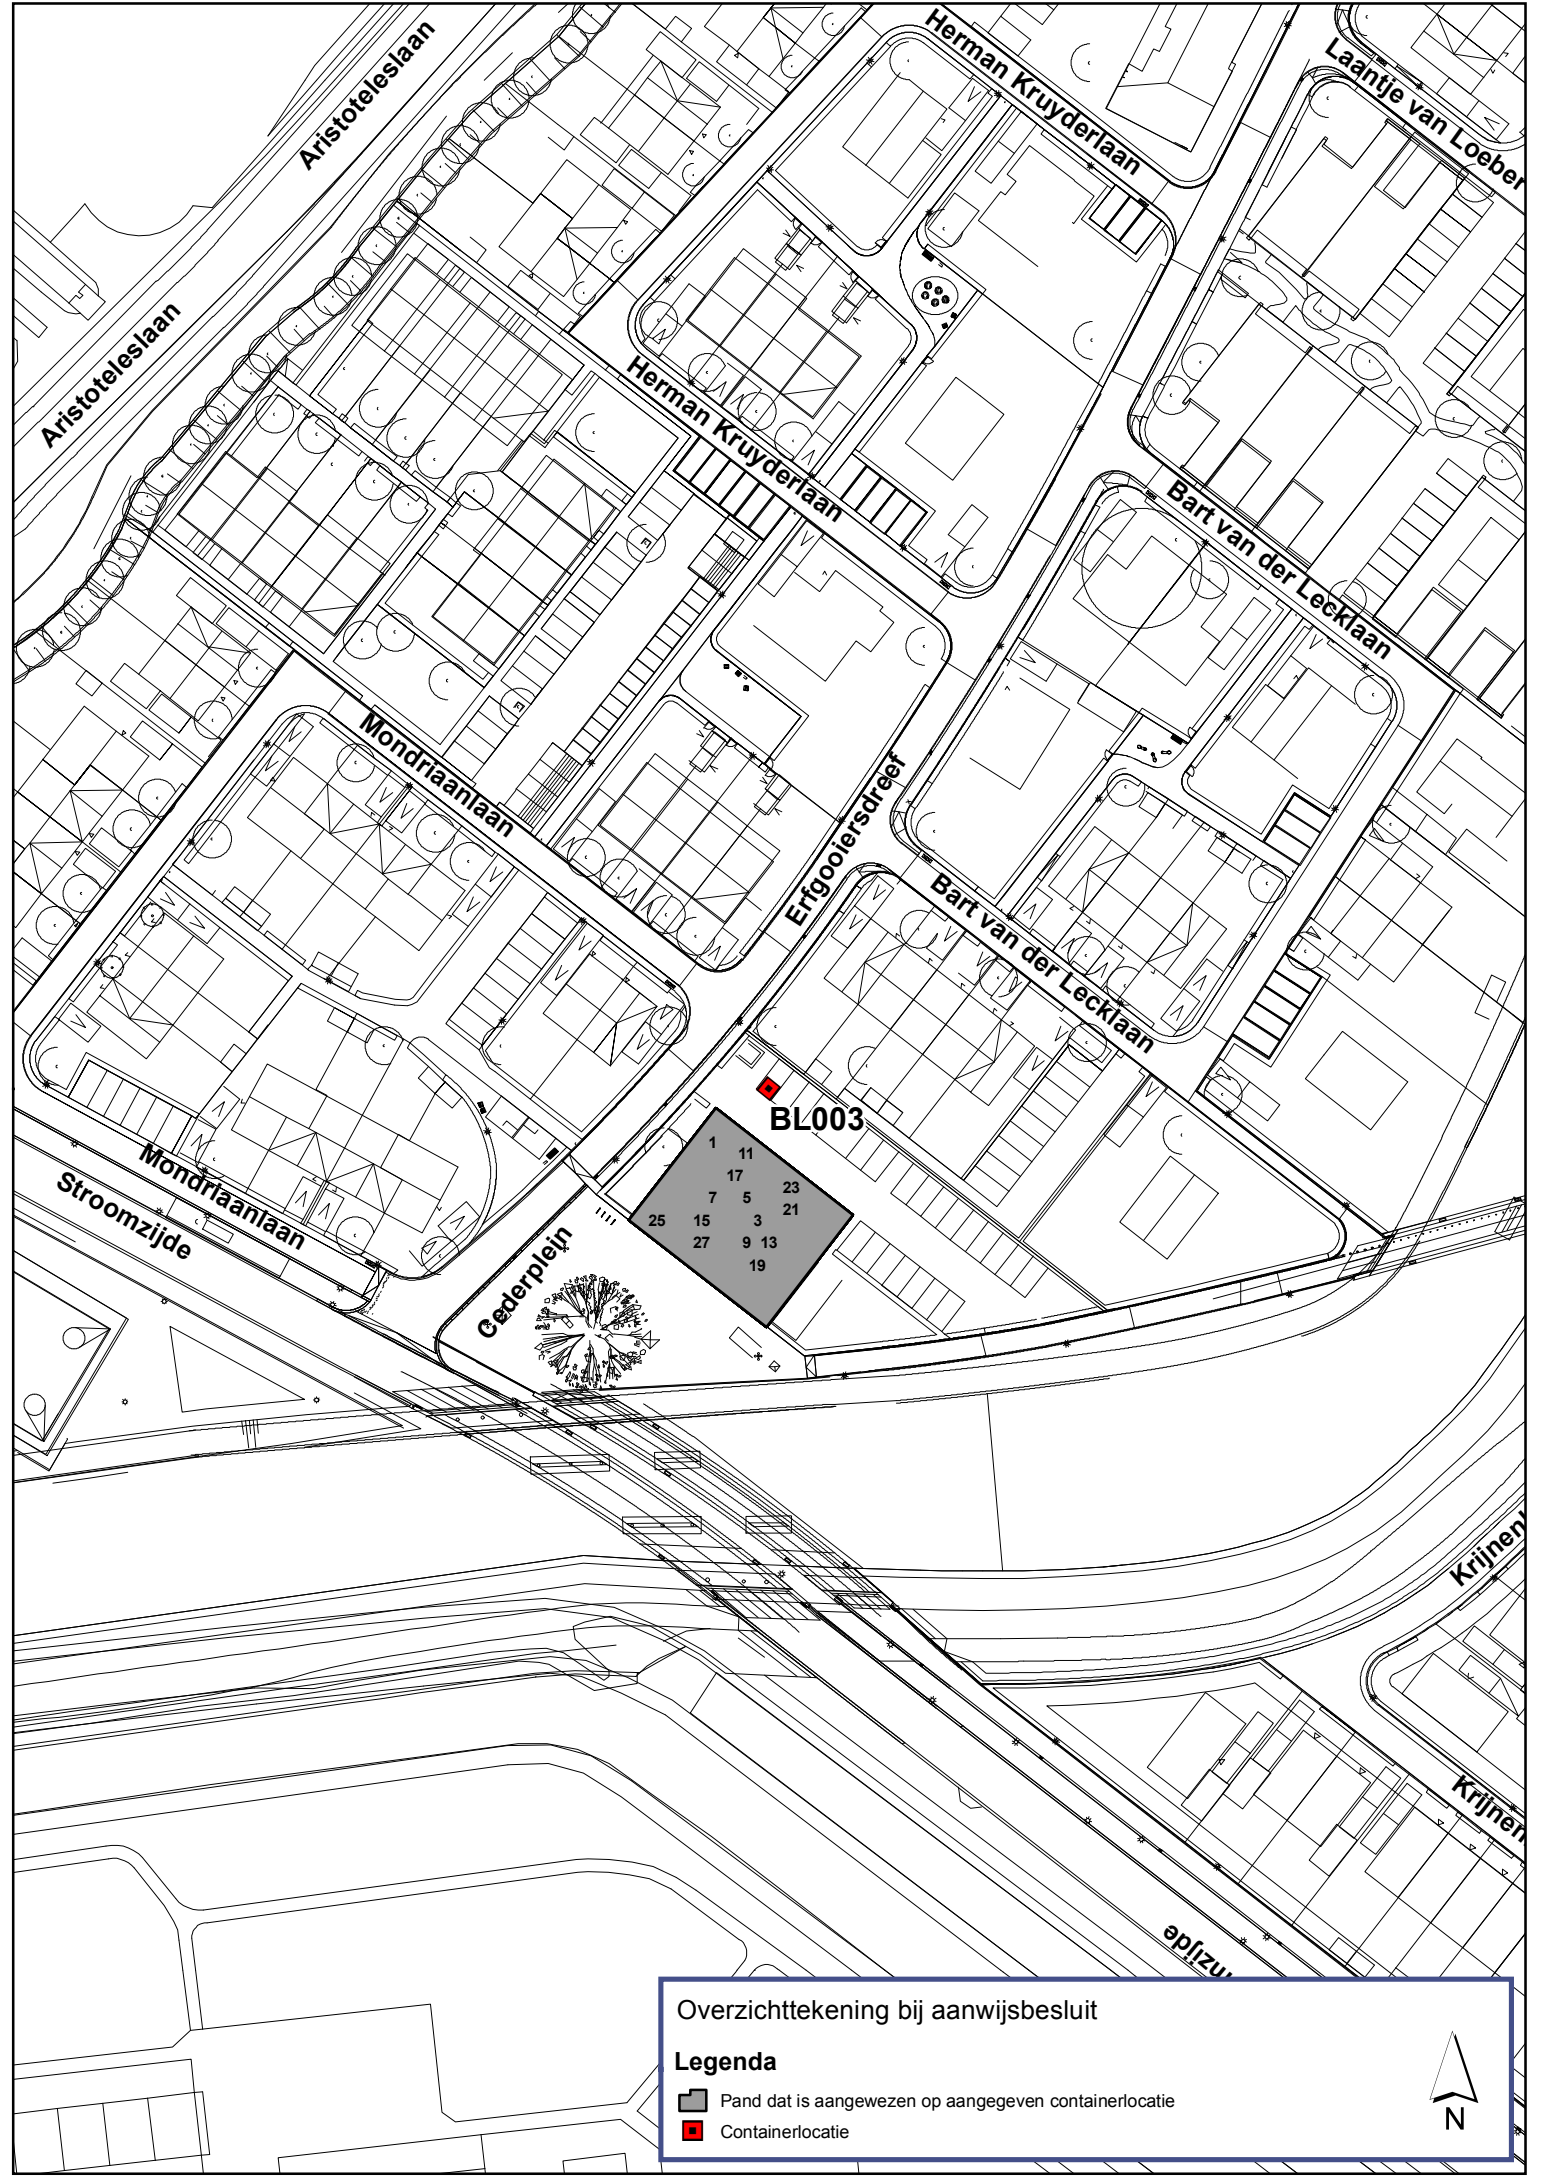 Herman Kruyderlaan
Laantje van Loeber
Aristoteleslaan
Aristoteleslaan
Herman Kruyderlaan
Bart van der Lecklaan
Mondriaanlaan
Erfgooiersdreef
Bart van der Lecklaan
BL003
1
11
17
23
7
5
21
25
15
3
27
9
13
19
Mondriaanlaan
Stroomzijde
Cederplein
Krijnen
Krijnen
mzijde
Overzichttekening bij aanwijsbesluit
Legenda
Pand dat is aangewezen op aangegeven containerlocatie
Containerlocatie
N